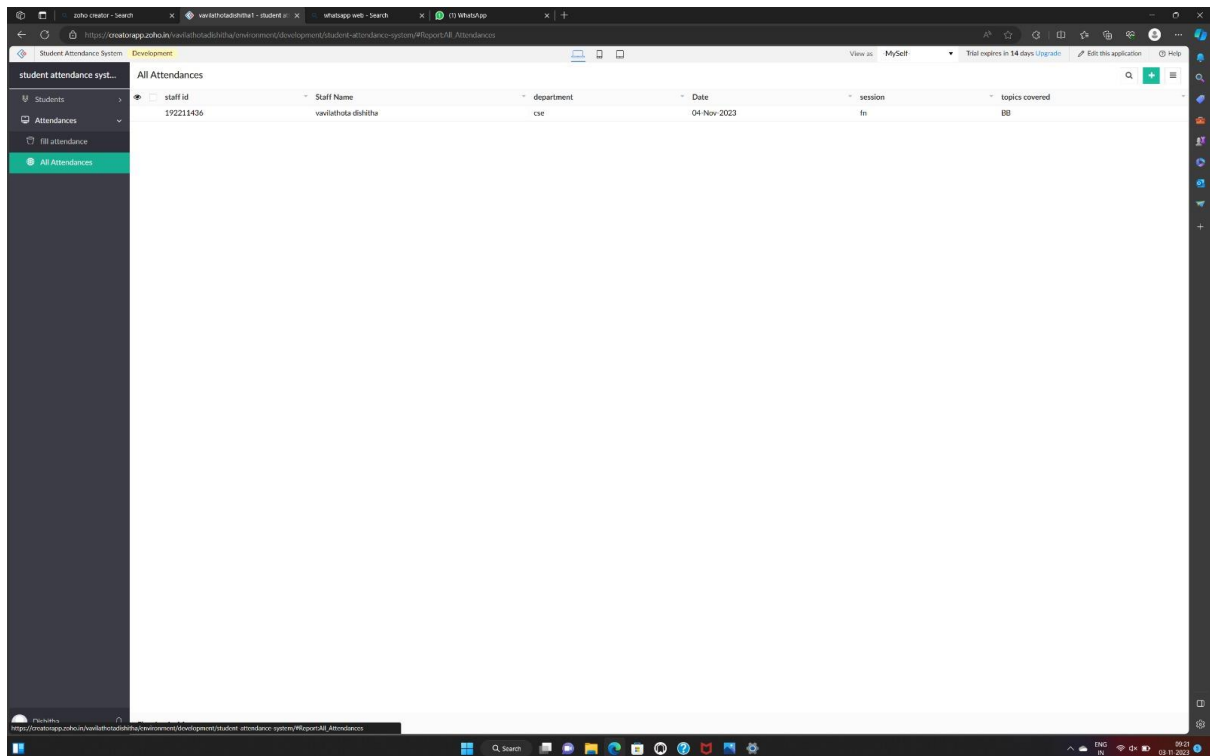 zoho creator - Search
vavilathotadishitha1 - student at
whatsapp web - Search
(1) WhatsApp
https://creatorapp.zoho.in/vavilathotadishitha/environment/development/student-attendance-system/#Report:All_Attendances
Student Attendance System Development View as MySelf Trial expires in 14 days Upgrade Edit this application Help
student attendance syst...
All Attendances
Students
Attendances
fill attendance
All Attendances
staff id Staff Name department Date session topics covered
192211436 vavilathota dishitha cse 04-Nov-2023 fn BB
Dishitha
https://creatorapp.zoho.in/vavilathotadishitha/environment/development/student-attendance-system/#Report:All_Attendances
Search
ENG
IN
09:21
03-11-2023